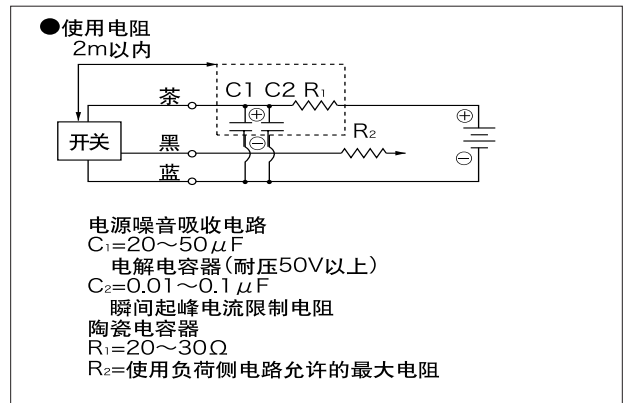 ●使用电阻
2m以内
C1 C2 R₁
茶
⊕
⊕
R₂
开关
黑
⊖
⊖
蓝
电源噪音吸收电路
C₁=20～50μF
电解电容器(耐压50V以上)
C₂=0.01～0.1μF
瞬间起峰电流限制电阻
陶瓷电容器
R₁=20～30Ω
R₂=使用负荷侧电路允许的最大电阻